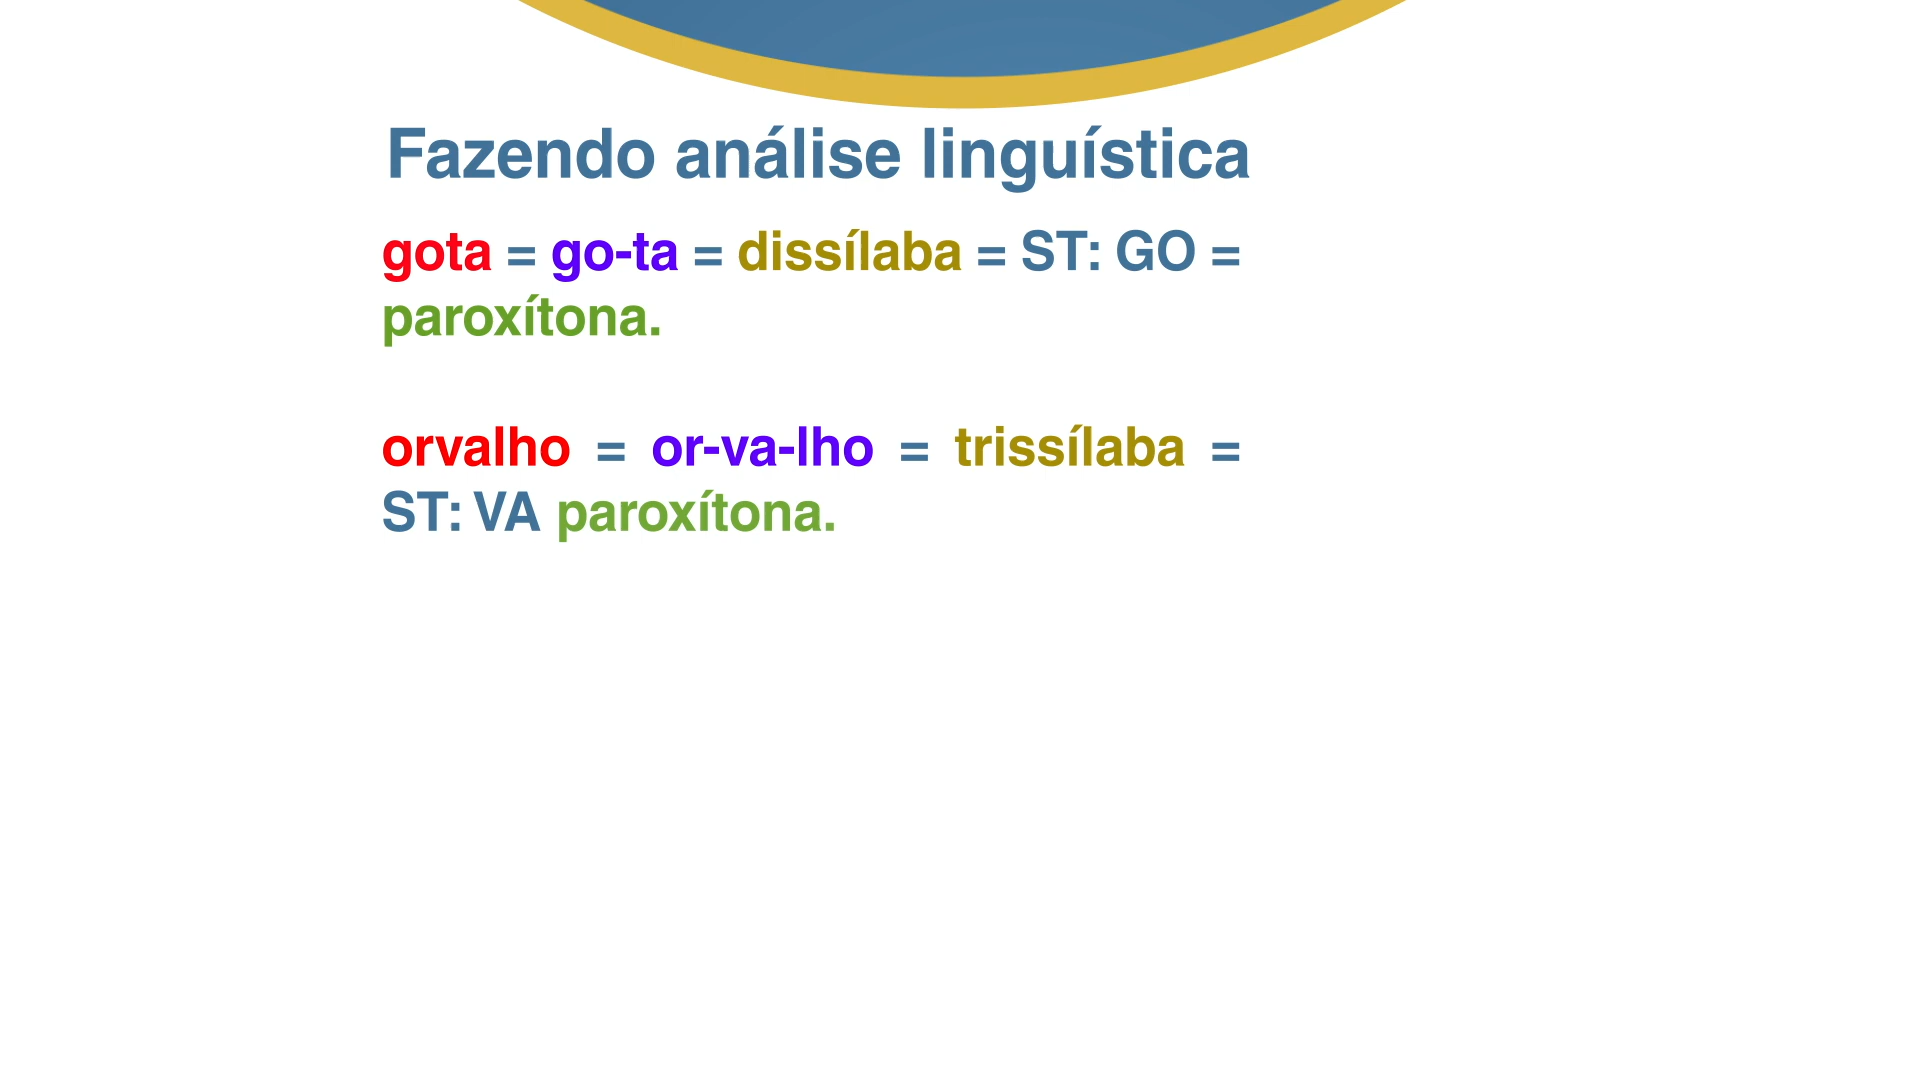 Fazendo análise linguística
gota = go-ta = dissílaba = ST: GO =
paroxítona.
orvalho = or-va-lho = trissílaba =
ST: VA paroxítona.